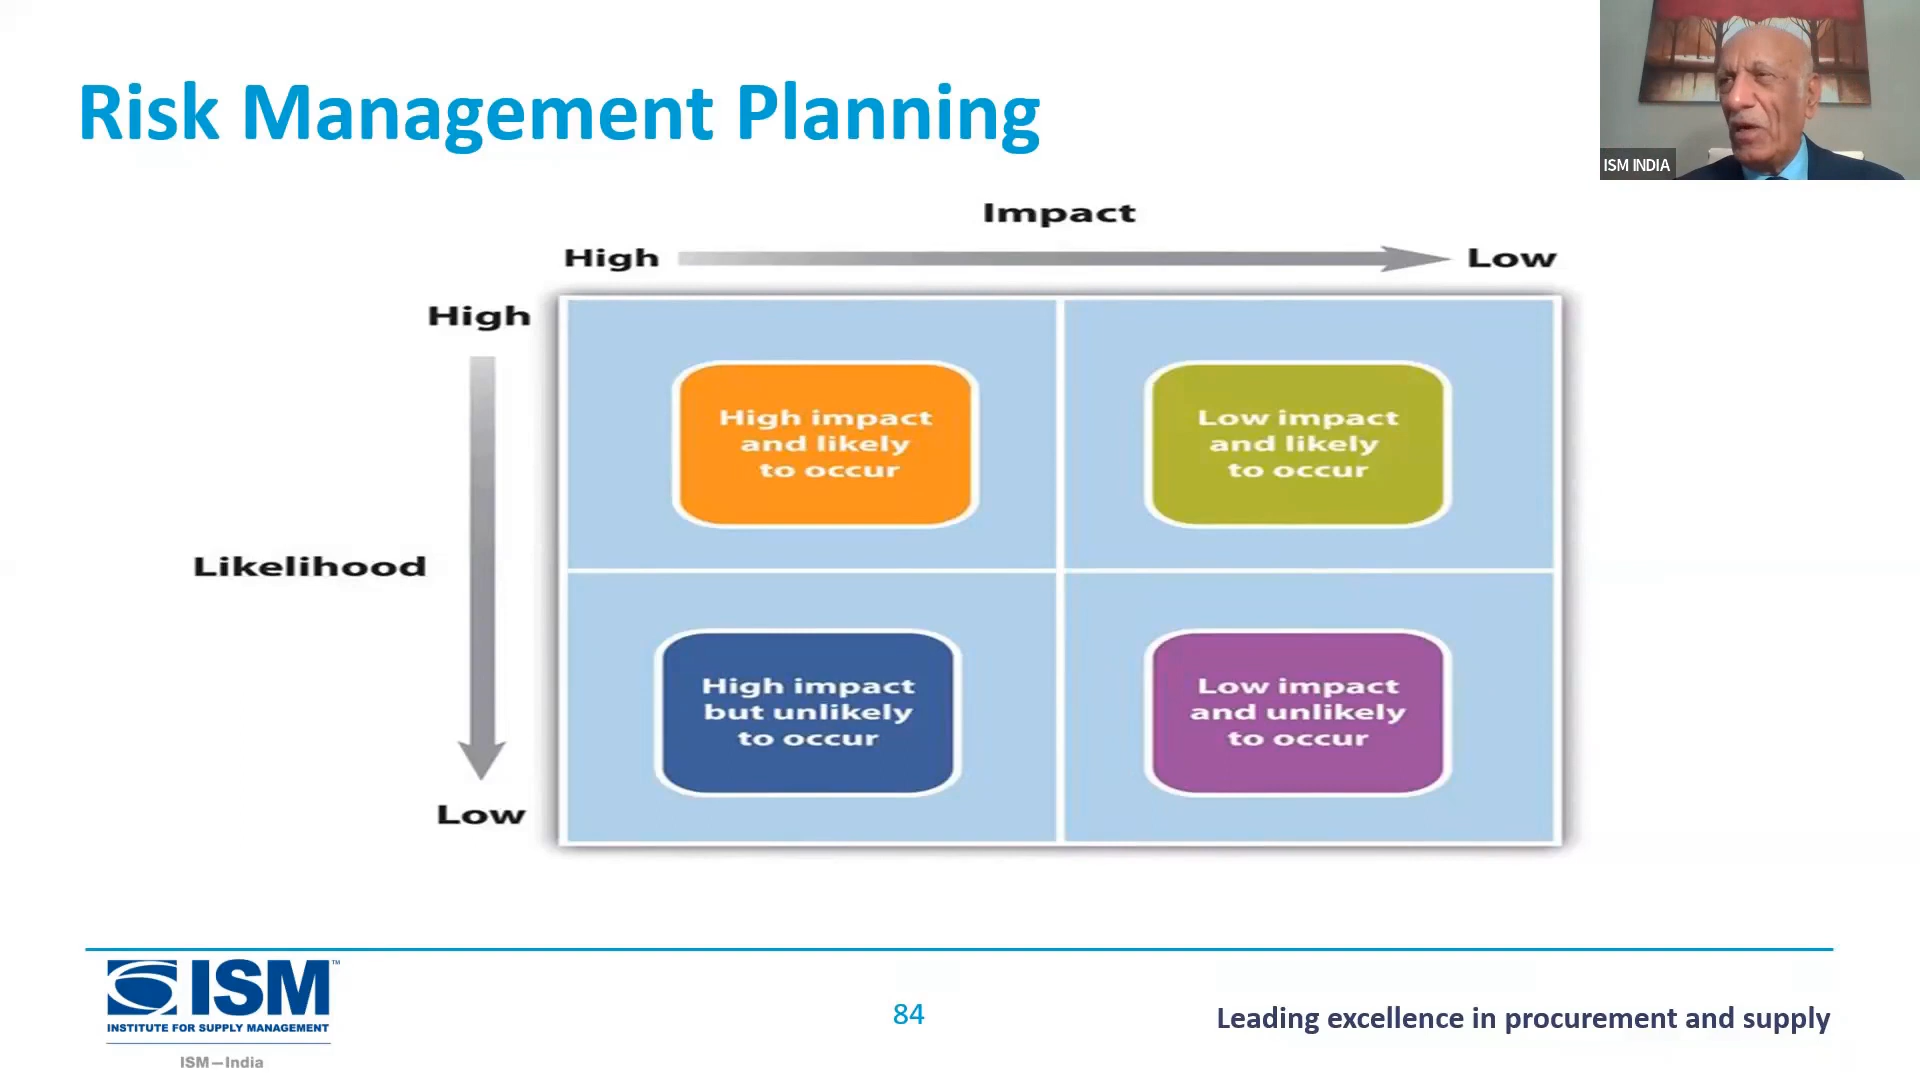 Risk Management Planning
ISM INDIA
Impact
High
Low
High
High impact
and likely
to occur
Low impact
and likely
to occur
Likelihood
High impact
but unlikely
to occur
Low impact
and unlikely
to occur
Low
ISM™
INSTITUTE FOR SUPPLY MANAGEMENT
ISM—India
84
Leading excellence in procurement and supply